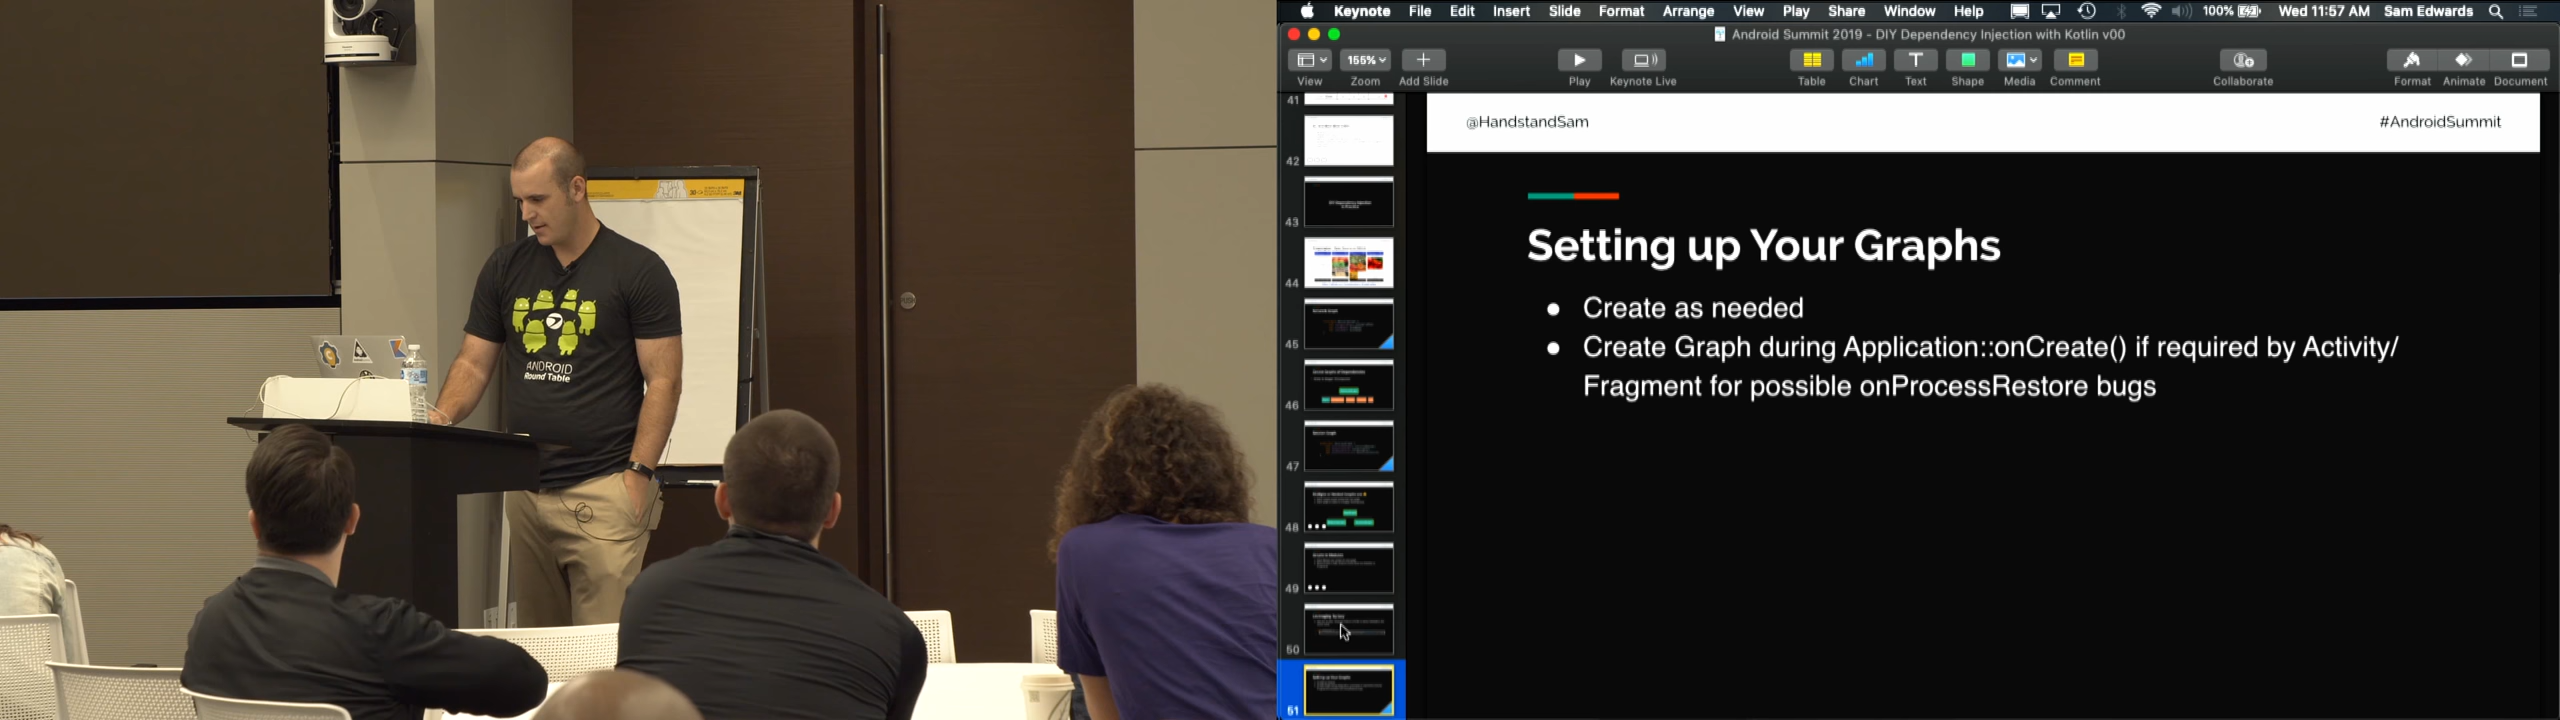 Keynote File Edit Insert Slide Format Arrange View Play Share Window Help 100% Wed 11:57 AM Sam Edwards
Android Summit 2019 - DIY Dependency Injection with Kotlin v00
155%
View Zoom Add Slide Play Keynote Live Table Chart Text Shape Media Comment Collaborate Format Animate Document
@HandstandSam #AndroidSummit
Setting up Your Graphs
● Create as needed
● Create Graph during Application::onCreate() if required by Activity/
Fragment for possible onProcessRestore bugs
41
42
43
44
45
46
47
48
49
50
51
ANDROID
Round Table